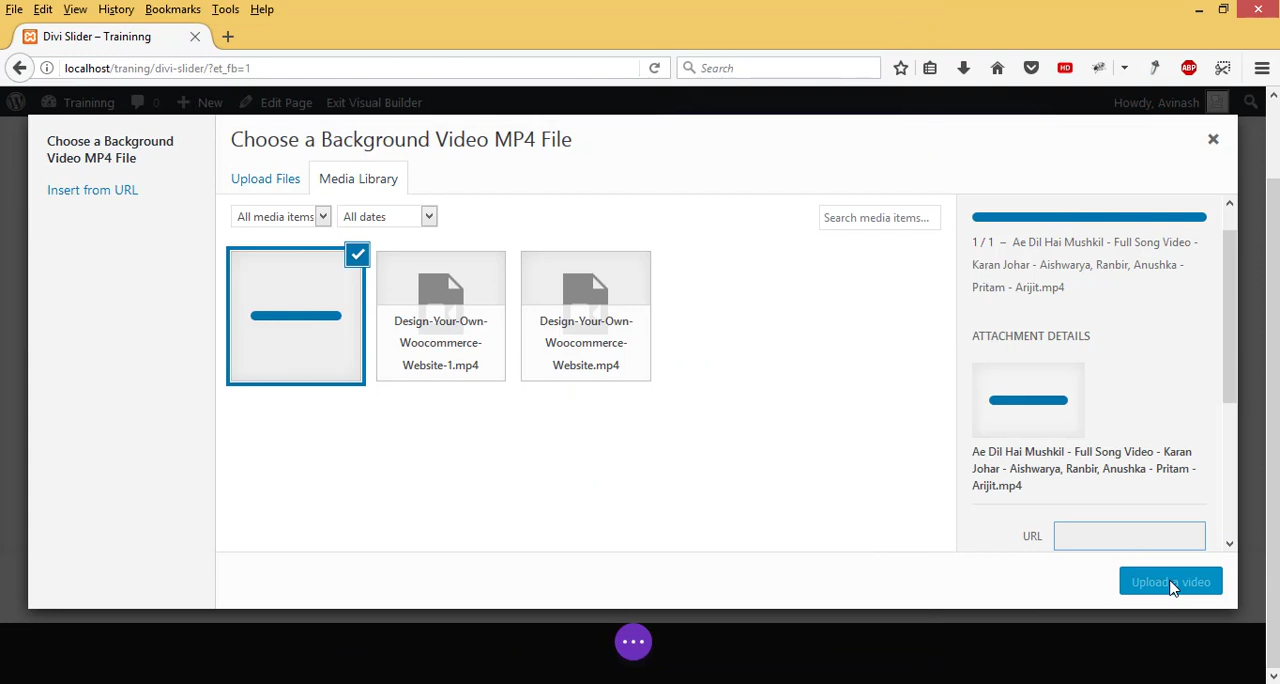 File Edit View History Bookmarks Tools Help
Divi Slider – Trainınng
localhost/traning/divi-slider/?et_fb=1
Search
HD
ABP
Trainınng 0 New Edit Page Exit Visual Builder Howdy, Avinash
Choose a Background
Video MP4 File
Insert from URL
Choose a Background Video MP4 File
Upload Files Media Library
All media items All dates Search media items...
Design-Your-Own-
Woocommerce-
Website-1.mp4
Design-Your-Own-
Woocommerce-
Website.mp4
1 / 1 – Ae Dil Hai Mushkil - Full Song Video -
Karan Johar - Aishwarya, Ranbir, Anushka -
Pritam - Arijit.mp4
ATTACHMENT DETAILS
Ae Dil Hai Mushkil - Full Song Video - Karan
Johar - Aishwarya, Ranbir, Anushka - Pritam -
Arijit.mp4
URL
Upload a video